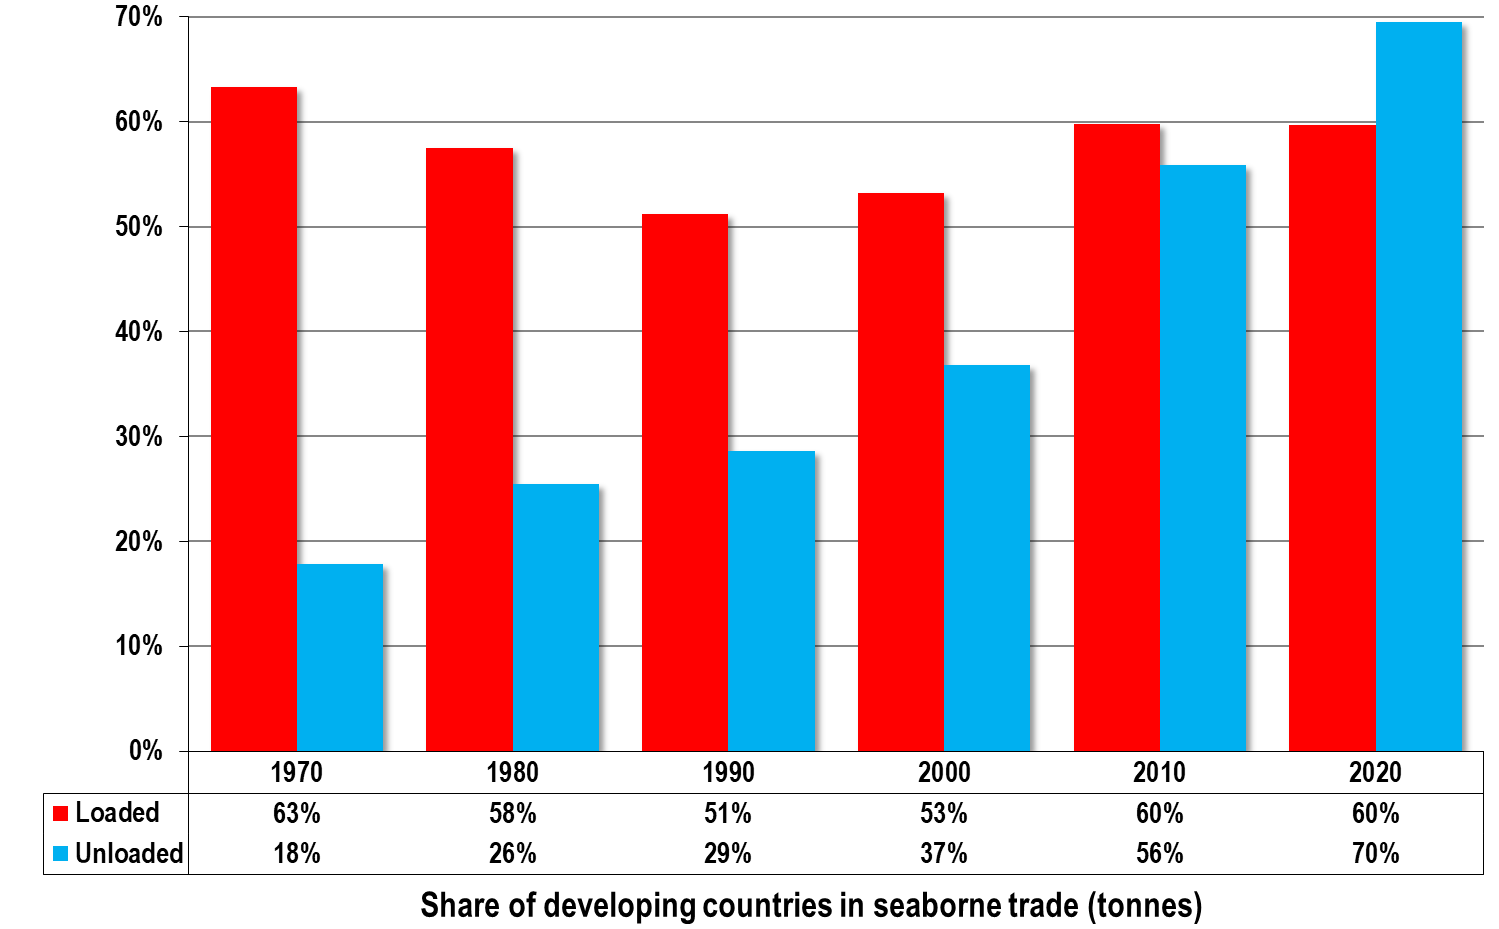 70%
60%
50%
40%
30%
20%
10%
0%
1970 1980 1990 2000 2010 2020
Loaded 63% 58% 51% 53% 60% 60%
Unloaded 18% 26% 29% 37% 56% 70%
Share of developing countries in seaborne trade (tonnes)